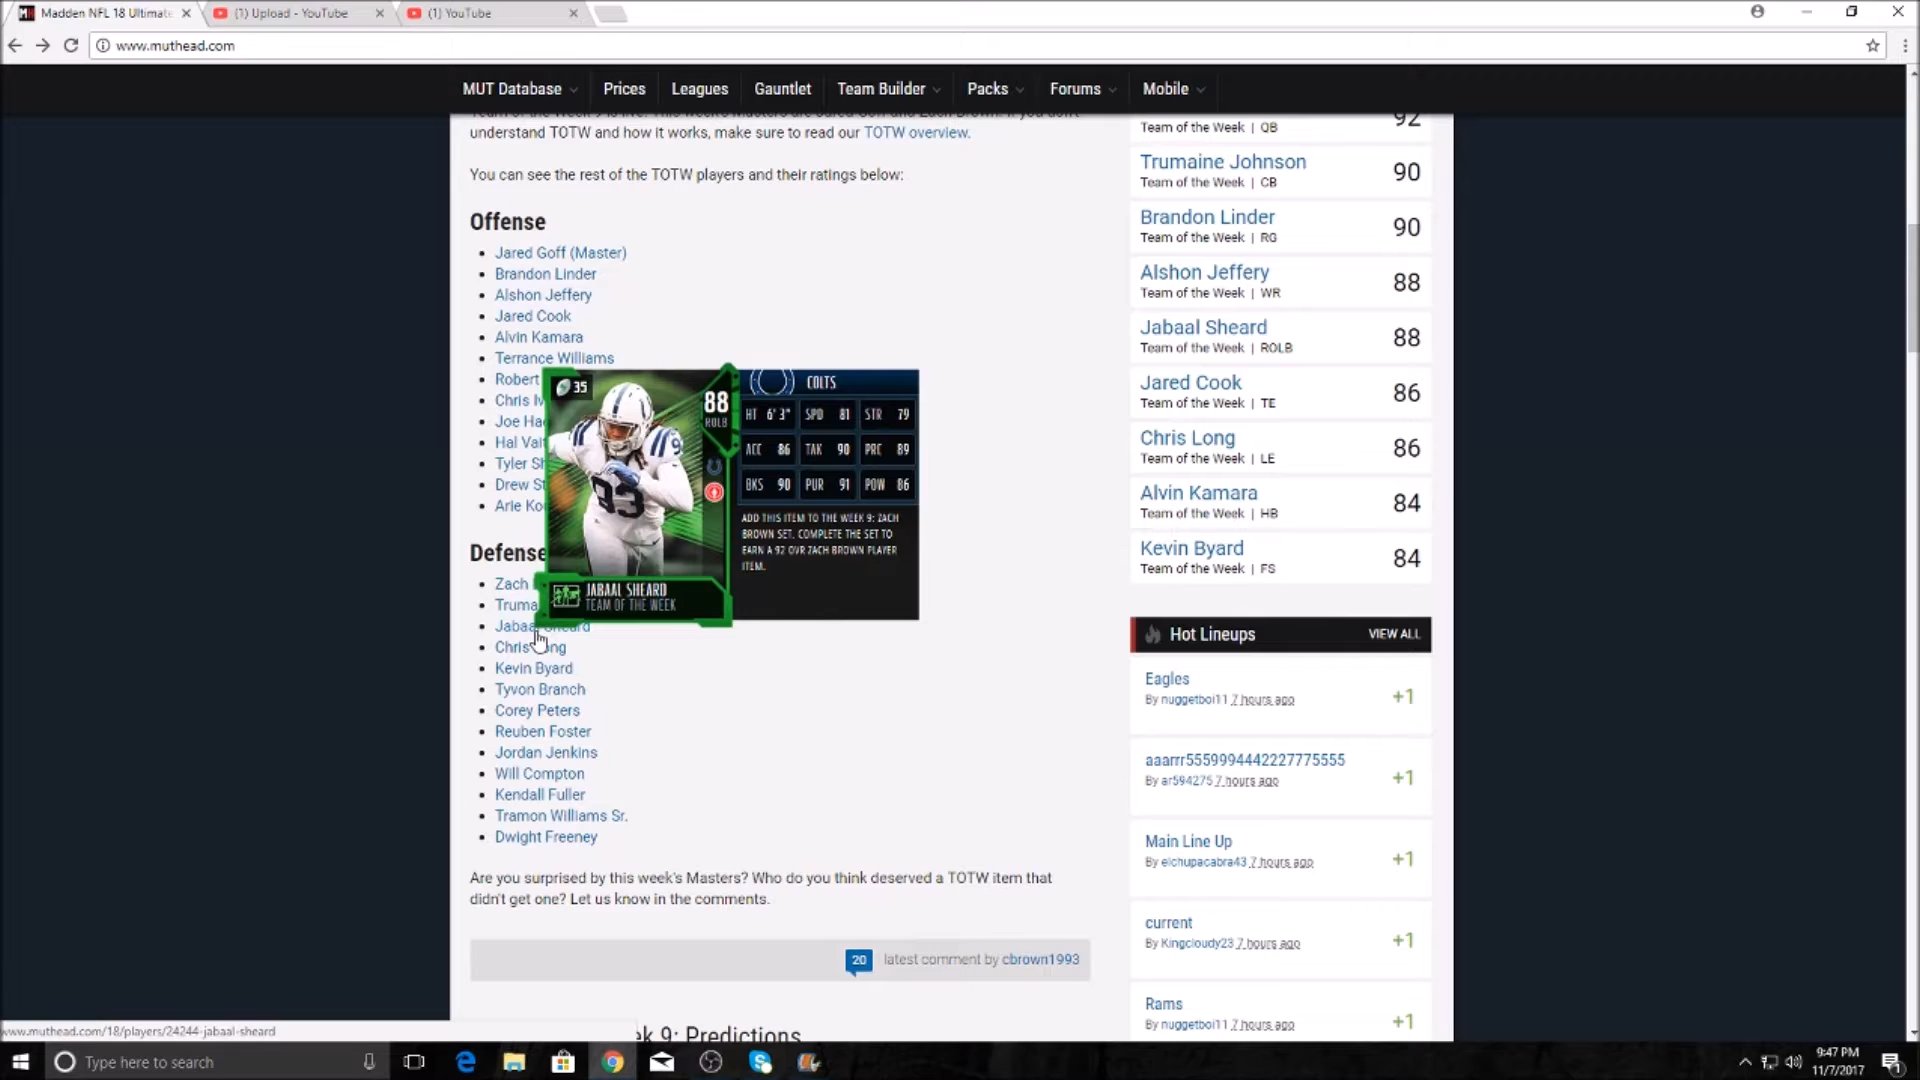 Madden NFL 18 Ultimate
(1) Upload - YouTube
(1) YouTube
www.muthead.com
MUT Database
Prices
Leagues
Gauntlet
Team Builder
Packs
Forums
Mobile
understand TOTW and how it works, make sure to read our TOTW overview.
You can see the rest of the TOTW players and their ratings below:
Offense
Jared Goff (Master)
Brandon Linder
Alshon Jeffery
Jared Cook
Alvin Kamara
Terrance Williams
Robert
Chris
Joe
Hal
Tyler
Drew
Arie
35
88
ROLB
93
JABAAL SHEARD
TEAM OF THE WEEK
COLTS
HT 6' 3" SPD 81 STR 79
ACC 86 TAK 90 PRC 89
BKS 90 PUR 91 POW 86
ADD THIS ITEM TO THE WEEK 9: ZACH
BROWN SET. COMPLETE THE SET TO
EARN A 92 OVR ZACH BROWN PLAYER
ITEM.
Defense
Zach
Truma
Jabaal Sheard
Chris Long
Kevin Byard
Tyvon Branch
Corey Peters
Reuben Foster
Jordan Jenkins
Will Compton
Kendall Fuller
Tramon Williams Sr.
Dwight Freeney
Are you surprised by this week's Masters? Who do you think deserved a TOTW item that
didn't get one? Let us know in the comments.
20 latest comment by cbrown1993
ek 9: Predictions
Team of the Week | QB
92
Trumaine Johnson
Team of the Week | CB
90
Brandon Linder
Team of the Week | RG
90
Alshon Jeffery
Team of the Week | WR
88
Jabaal Sheard
Team of the Week | ROLB
88
Jared Cook
Team of the Week | TE
86
Chris Long
Team of the Week | LE
86
Alvin Kamara
Team of the Week | HB
84
Kevin Byard
Team of the Week | FS
84
Hot Lineups
VIEW ALL
Eagles
By nuggetboi11 7 hours ago
+1
aaarrr5559994442227775555
By ar594275 7 hours ago
+1
Main Line Up
By elchupacabra43 7 hours ago
+1
current
By Kingcloudy23 7 hours ago
+1
Rams
By nuggetboi11 7 hours ago
+1
www.muthead.com/18/players/24244-jabaal-sheard
Type here to search
9:47 PM
11/7/2017